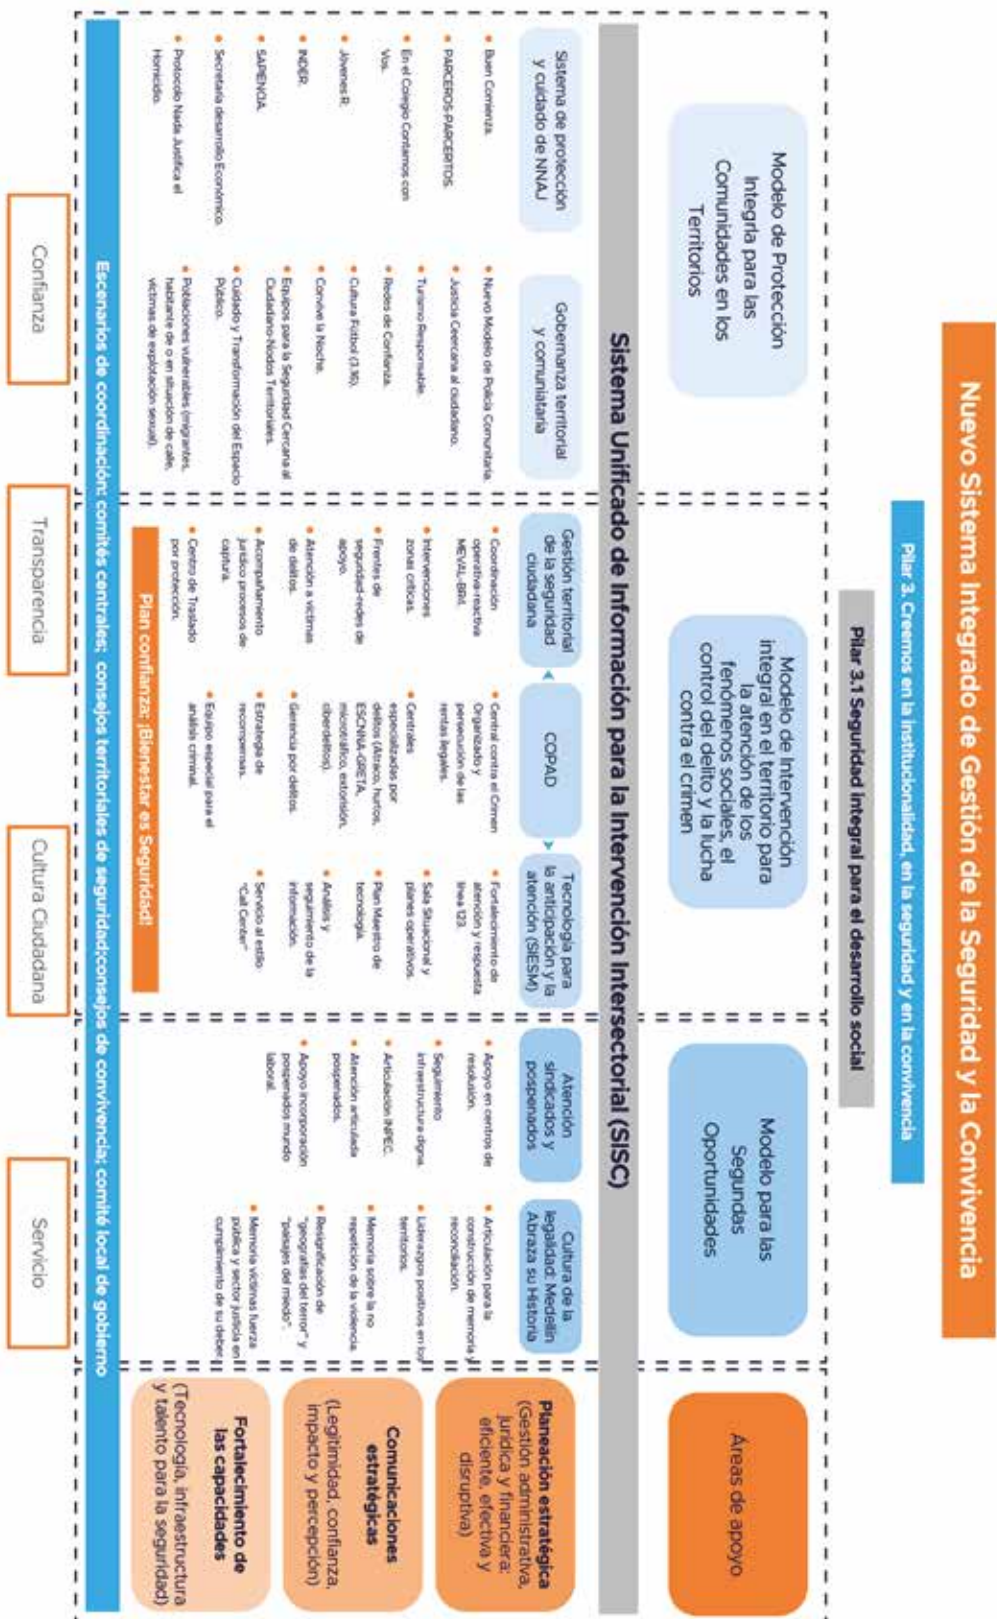 Nuevo Sistema Integrado de Gestión de la Seguridad y la Convivencia
Pilar 3. Creemos en la institucionalidad, en la seguridad y en la convivencia
Pilar 3.1 Seguridad integral para el desarrollo social
Modelo de Protección
Integrla para las
Comunidades en los
Territorios
Modelo de Intervención
integral en el territorio para
la atención de los
fenómenos sociales, el
control del delito y la lucha
contra el crimen
Modelo para las
Segundas
Oportunidades
Áreas de apoyo
Sistema Unificado de Información para la Intervención Intersectorial (SISC)
Sistema de protección
y cuidado de NNAJ
• Buen Comienza.
• PARCEROS-PARCERITOS.
• En el Colegio Contamos con
Vos.
• Jóvenes R.
• INDER.
• SAPIENCIA.
• Secretaría desarrollo Económico.
• Protocolo Nada Justifica el
Homicidio.
Gobernanza territorial
y comuniataria
• Nuevo Modelo de Policía Comunitaria.
• Justicia Ceercana al ciudadano.
• Turismo Responsable.
• Redes de Confianza.
• Cultura Fútbol (3.16).
• Convive la Noche.
• Equipos para la Seguridad Cercana al
Ciudadano-Nodos Territoriales.
• Cuidado y Transformación del Espacio
Público.
• Poblaciones vulnerables (migrantes,
habitante de o en situación de calle,
víctimas de explotación sexual).
Gestión territorial
de la seguridad
ciudadana
• Coordinación
operativa-reactiva
MEVAL-BR4.
• Intervenciones
zonas críticas.
• Frentes de
seguridad-redes de
apoyo.
• Atención a víctimas
de delitos.
• Acompañamiento
jurídico procesos de
captura.
• Centro de Traslado
por protección.
COPAD
• Central contra el Crimen
Organizado y
persecución de las
rentas ilegales.
• Centrales
especializadas por
delitos (Atraco, hurtos,
ESCNNA-GRETA,
microtráfico, extorsión,
ciberdelitos).
• Gerencia por delitos.
• Estrategia de
recompensas.
• Equipo especial para el
análisis criminal.
Tecnología para
la anticipación y la
atención (SIESM)
• Fortalecimiento de
atención y respuesta
línea 123.
• Sala Situacional y
planes operativos.
• Plan Maestro de
tecnología.
• Análisis y
seguimiento de la
información.
• Servicio al estilo
"Call Center"
Plan confianza: ¡Bienestar es Seguridad!
Atención
sindicados y
pospenados
• Apoyo en centros de
resolusión.
• Seguimiento
infraestructura digna.
• Articulación INPEC.
• Atención articulada
pospenados.
• Apoyo incorporación
pospenados mundo
laboral.
Cultura de la
legalidad: Medellín
Abraza su Historia
• Articulación para la
construcción de memoria y
reconciliación.
• Liderazgos positivos en los
territorios.
• Memoria sobre la no
repetición de la violencia.
• Resignificación de
"geografías del terror" y
"paisajes del miedo".
• Memoria víctimas fuerza
pública y sector justicia en
cumplimiento de su deber
Planeación estratégica
(Gestión administrativa,
jurídica y financiera:
eficiente, efectiva y
disruptiva)
Comunicaciones
estratégicas
(Legitimidad, confianza,
impacto y percepción)
Fortalecimiento de
las capacidades
(Tecnología, infraestructura
y talento para la seguridad)
Escenarios de coordinación: comités centrales; consejos territoriales de seguridad;consejos de convivencia; comité local de gobierno
Confianza
Transparencia
Cultura Ciudadana
Servicio